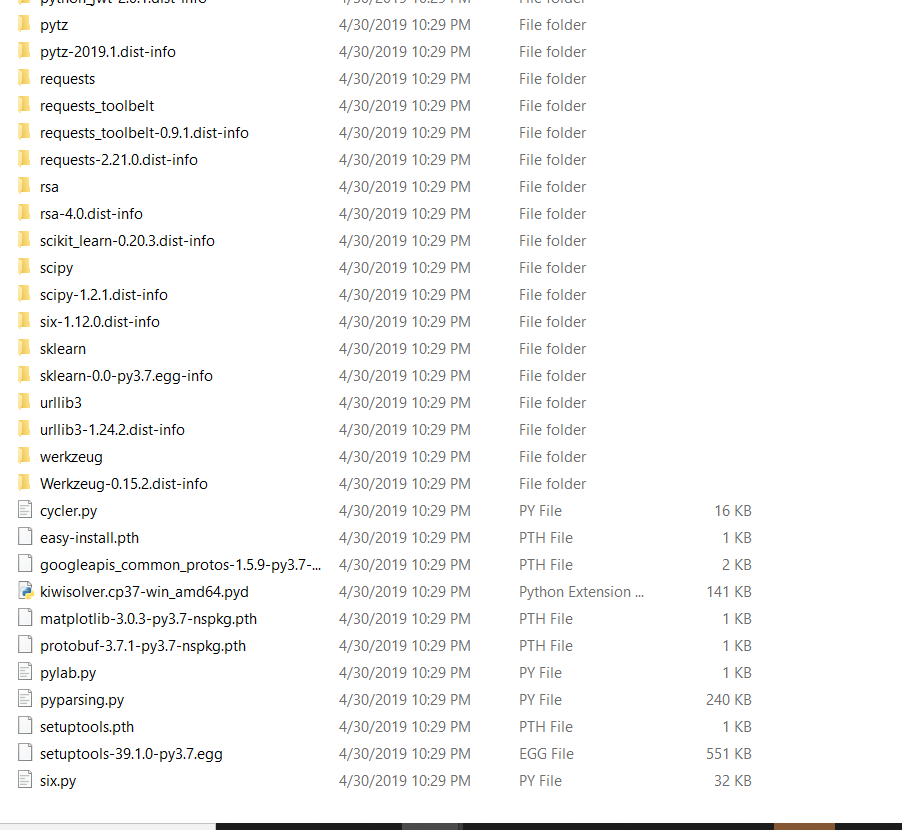 python_jwt-2.0.1.dist-info 4/30/2019 10:29 PM File folder
pytz 4/30/2019 10:29 PM File folder
pytz-2019.1.dist-info 4/30/2019 10:29 PM File folder
requests 4/30/2019 10:29 PM File folder
requests_toolbelt 4/30/2019 10:29 PM File folder
requests_toolbelt-0.9.1.dist-info 4/30/2019 10:29 PM File folder
requests-2.21.0.dist-info 4/30/2019 10:29 PM File folder
rsa 4/30/2019 10:29 PM File folder
rsa-4.0.dist-info 4/30/2019 10:29 PM File folder
scikit_learn-0.20.3.dist-info 4/30/2019 10:29 PM File folder
scipy 4/30/2019 10:29 PM File folder
scipy-1.2.1.dist-info 4/30/2019 10:29 PM File folder
six-1.12.0.dist-info 4/30/2019 10:29 PM File folder
sklearn 4/30/2019 10:29 PM File folder
sklearn-0.0-py3.7.egg-info 4/30/2019 10:29 PM File folder
urllib3 4/30/2019 10:29 PM File folder
urllib3-1.24.2.dist-info 4/30/2019 10:29 PM File folder
werkzeug 4/30/2019 10:29 PM File folder
Werkzeug-0.15.2.dist-info 4/30/2019 10:29 PM File folder
cycler.py 4/30/2019 10:29 PM PY File 16 KB
easy-install.pth 4/30/2019 10:29 PM PTH File 1 KB
googleapis_common_protos-1.5.9-py3.7-... 4/30/2019 10:29 PM PTH File 2 KB
kiwisolver.cp37-win_amd64.pyd 4/30/2019 10:29 PM Python Extension ... 141 KB
matplotlib-3.0.3-py3.7-nspkg.pth 4/30/2019 10:29 PM PTH File 1 KB
protobuf-3.7.1-py3.7-nspkg.pth 4/30/2019 10:29 PM PTH File 1 KB
pylab.py 4/30/2019 10:29 PM PY File 1 KB
pyparsing.py 4/30/2019 10:29 PM PY File 240 KB
setuptools.pth 4/30/2019 10:29 PM PTH File 1 KB
setuptools-39.1.0-py3.7.egg 4/30/2019 10:29 PM EGG File 551 KB
six.py 4/30/2019 10:29 PM PY File 32 KB